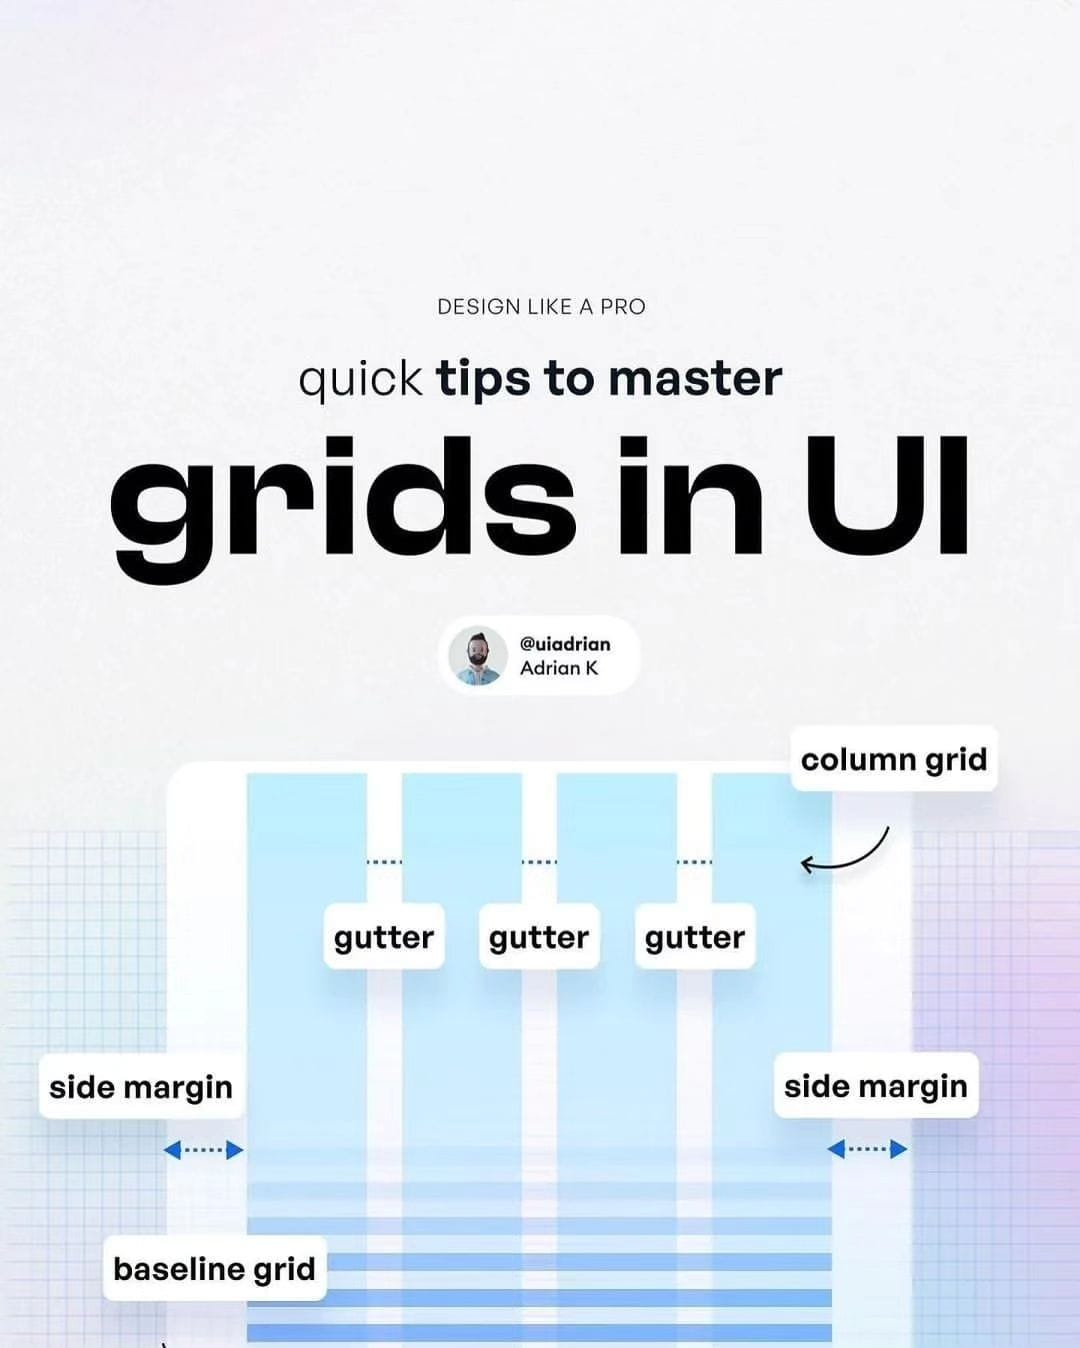 DESIGN LIKE A PRO
quick tips to master
grids in UI
@uiadrian
Adrian K
column grid
gutter gutter gutter
side margin side margin
baseline grid